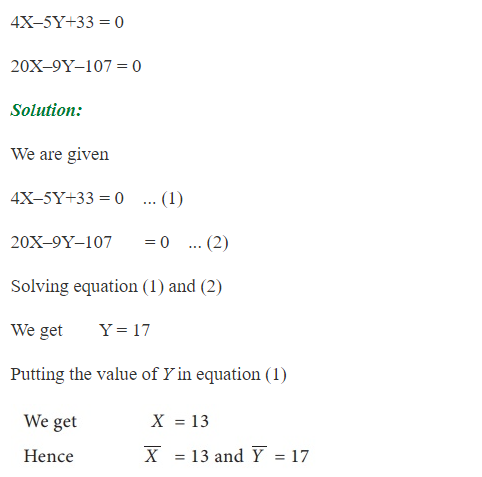 4X–5Y+33 = 0
20X–9Y–107 = 0
Solution:
We are given
4X–5Y+33 = 0 ... (1)
20X–9Y–107 = 0 ... (2)
Solving equation (1) and (2)
We get Y = 17
Putting the value of Y in equation (1)
We get X = 13
Hence X̅ = 13 and Y̅ = 17